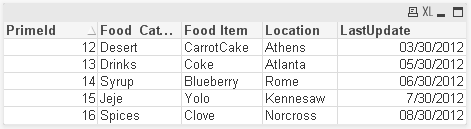 XL
PrimeId Food Cat... Food Item Location LastUpdate
12 Desert CarrotCake Athens 03/30/2012
13 Drinks Coke Atlanta 05/30/2012
14 Syrup Blueberry Rome 06/30/2012
15 Jeje Yolo Kennesaw 7/30/2012
16 Spices Clove Norcross 08/30/2012